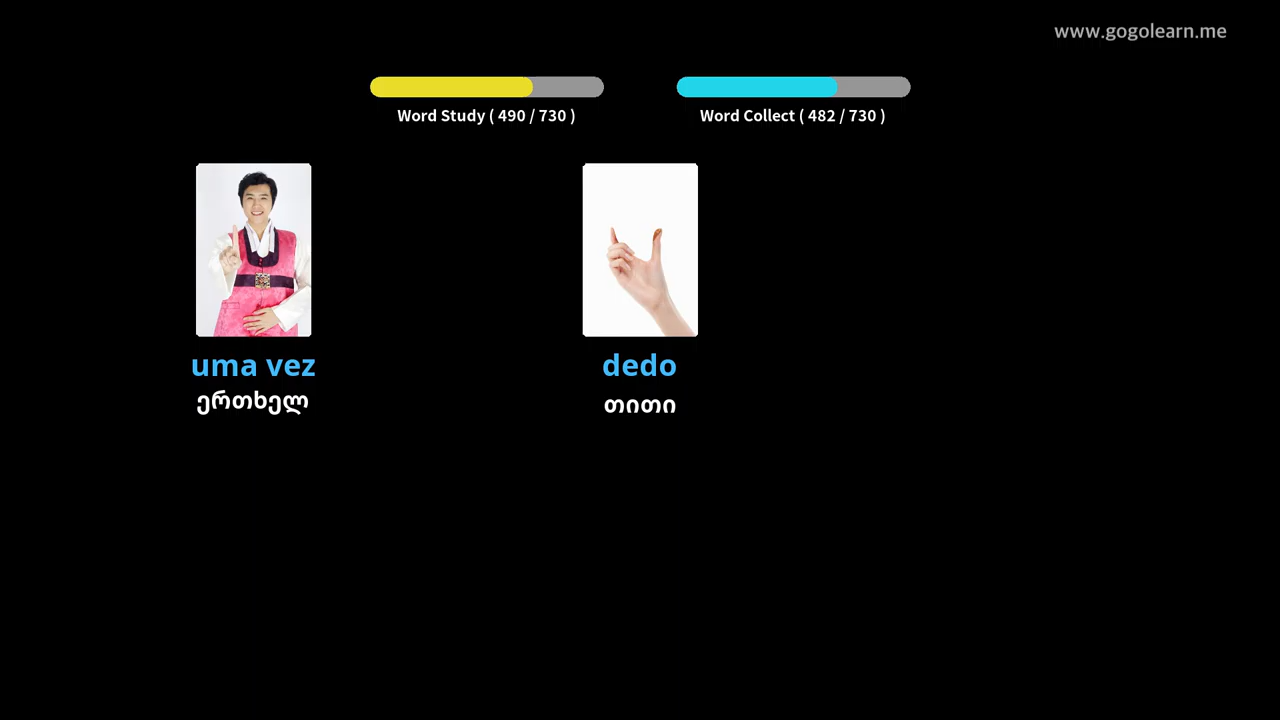 www.gogolearn.me
Word Study ( 490 / 730 )
Word Collect ( 482 / 730 )
uma vez
ერთხელ
dedo
თითი